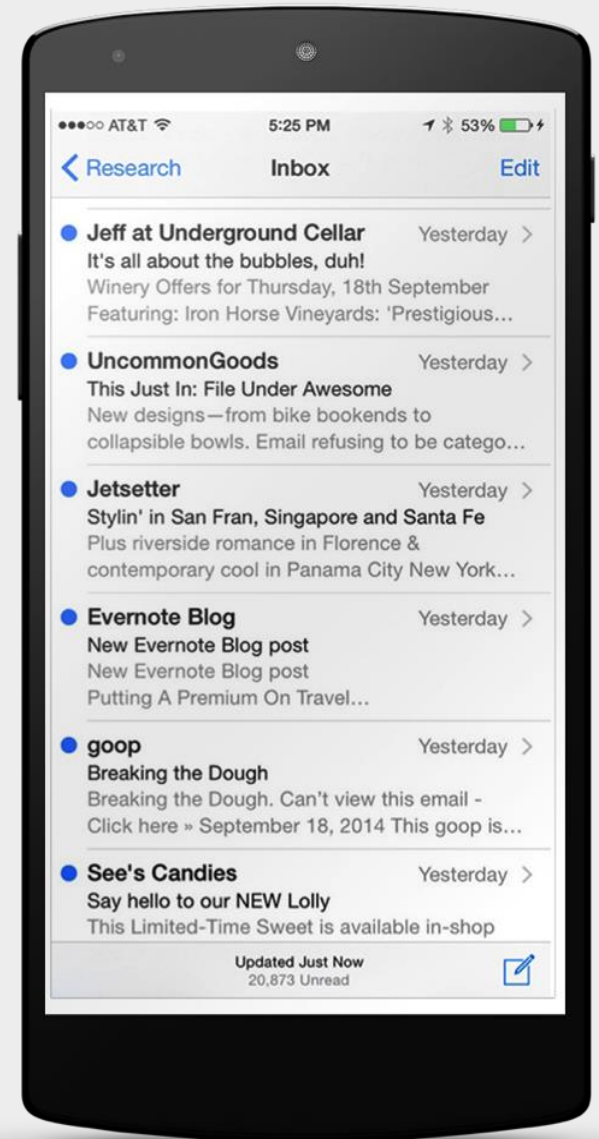 AT&T 5:25 PM 53%
Research Inbox Edit
Jeff at Underground Cellar Yesterday
It's all about the bubbles, duh!
Winery Offers for Thursday, 18th September
Featuring: Iron Horse Vineyards: 'Prestigious...
UncommonGoods Yesterday
This Just In: File Under Awesome
New designs—from bike bookends to
collapsible bowls. Email refusing to be catego...
Jetsetter Yesterday
Stylin' in San Fran, Singapore and Santa Fe
Plus riverside romance in Florence &
contemporary cool in Panama City New York...
Evernote Blog Yesterday
New Evernote Blog post
New Evernote Blog post
Putting A Premium On Travel...
goop Yesterday
Breaking the Dough
Breaking the Dough. Can't view this email -
Click here » September 18, 2014 This goop is...
See's Candies Yesterday
Say hello to our NEW Lolly
This Limited-Time Sweet is available in-shop
Updated Just Now
20,873 Unread